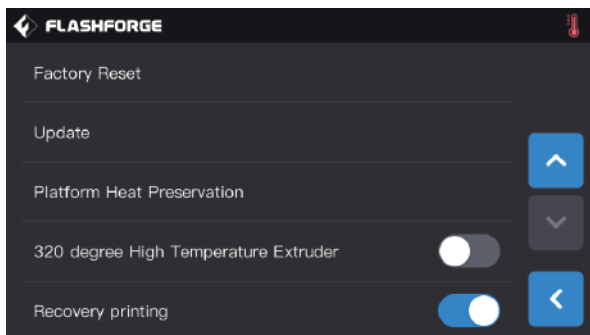 FLASHFORGE
Factory Reset
Update
Platform Heat Preservation
320 degree High Temperature Extruder
Recovery printing